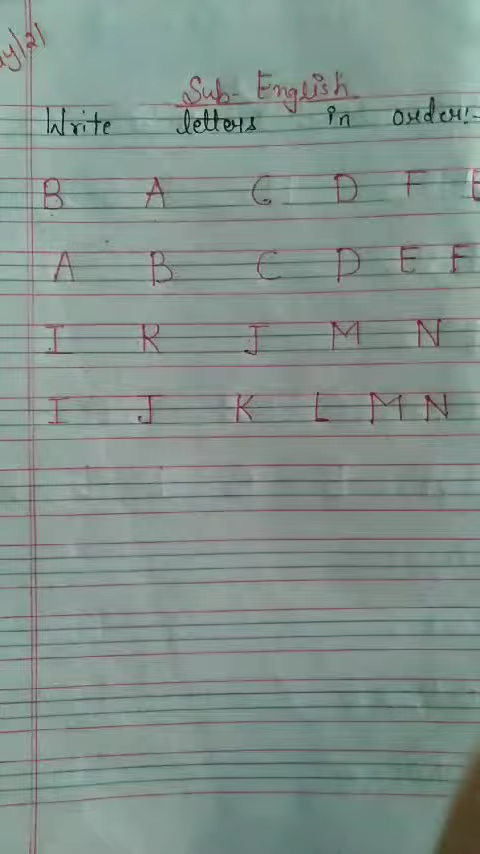 Sub- English
Write letters in order:-
B A C D F E
A B C D E F
I K J M N
I J K L M N